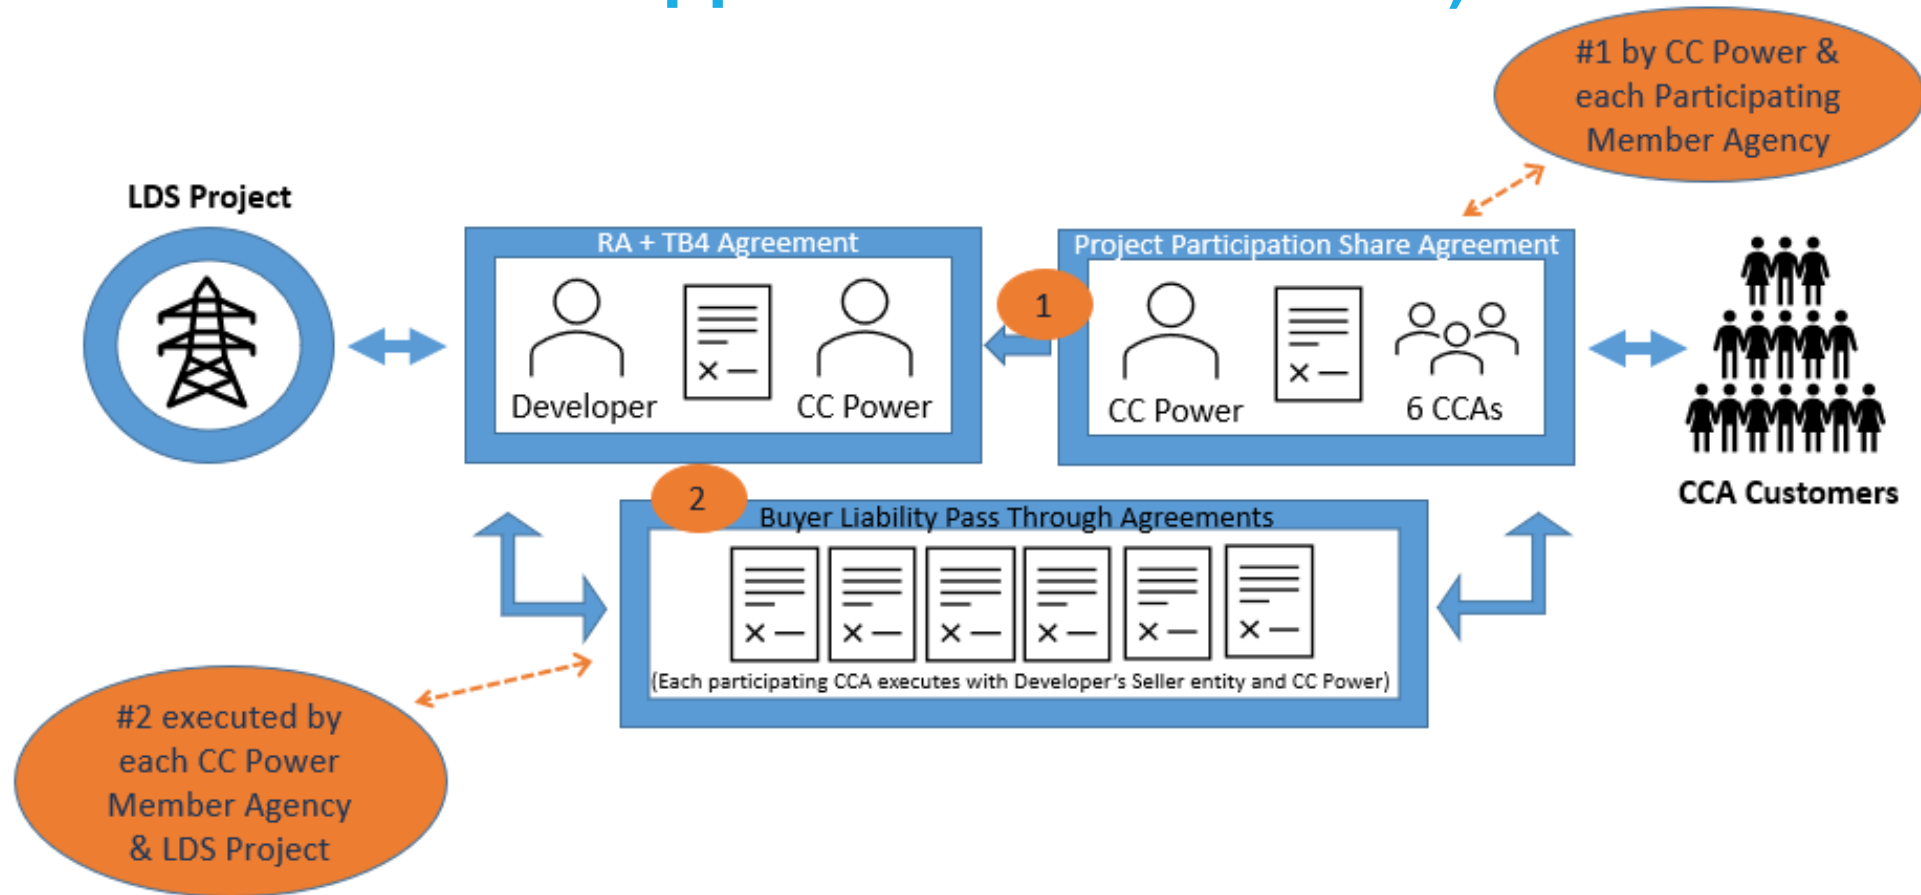 #1 by CC Power &
each Participating
Member Agency
LDS Project
RA + TB4 Agreement
Developer
CC Power
1
Project Participation Share Agreement
CC Power
6 CCAs
CCA Customers
2
Buyer Liability Pass Through Agreements
(Each participating CCA executes with Developer's Seller entity and CC Power)
#2 executed by
each CC Power
Member Agency
& LDS Project